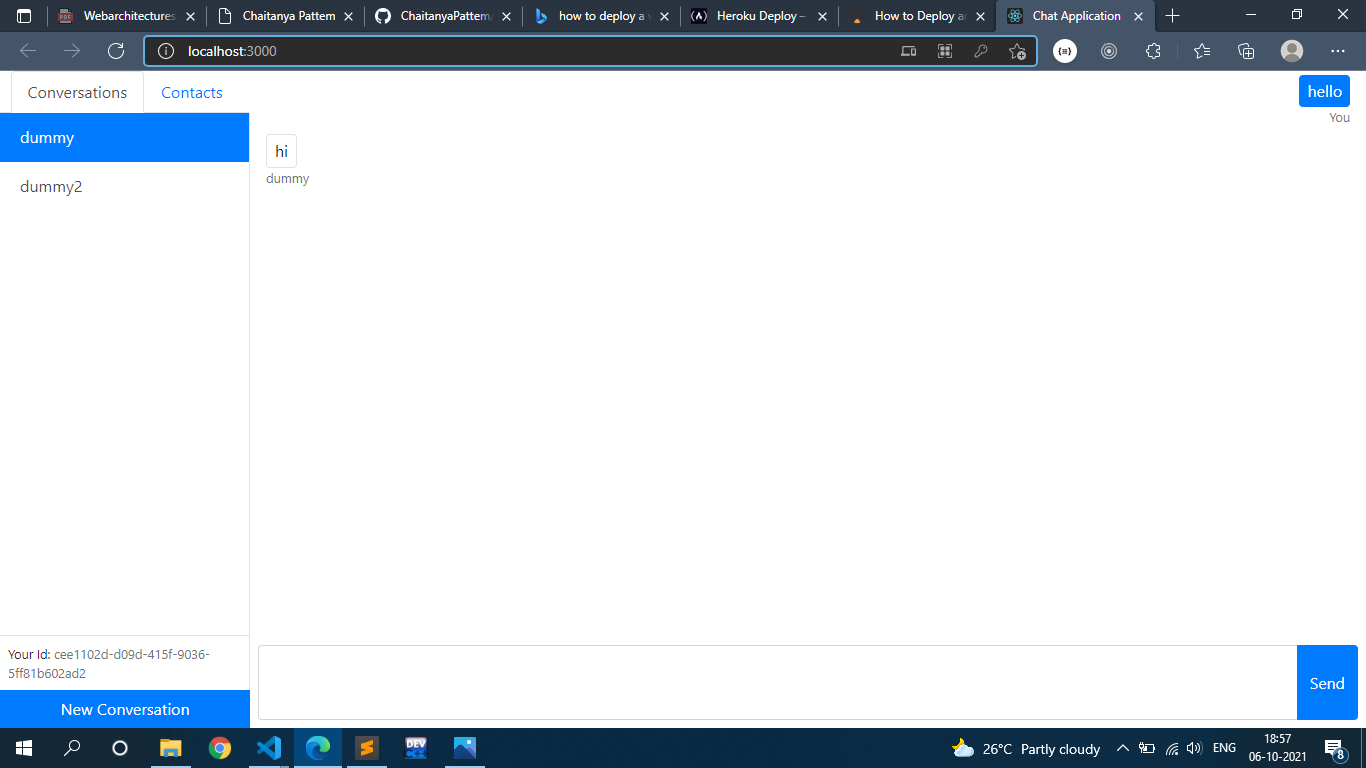 Webarchitectures
Chaitanya Pattem
ChaitanyaPattem/
how to deploy a w
Heroku Deploy –
How to Deploy an
Chat Application
localhost:3000
Conversations
Contacts
hello
You
dummy
hi
dummy
dummy2
Your Id: cee1102d-d09d-415f-9036-
5ff81b602ad2
Send
New Conversation
DEV
26°C Partly cloudy
ENG
18:57
06-10-2021
8